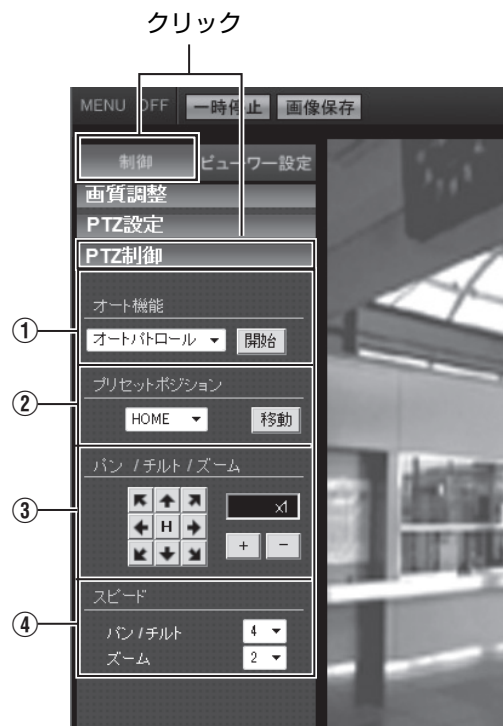 クリック
MENU OFF 一時停止 画像保存
制御 ビューワー設定
画質調整
PTZ設定
PTZ制御
① オート機能
オートパトロール 開始
② プリセットポジション
HOME 移動
③ パン / チルト / ズーム
x1
H
+ −
④ スピード
パン / チルト 4
ズーム 2